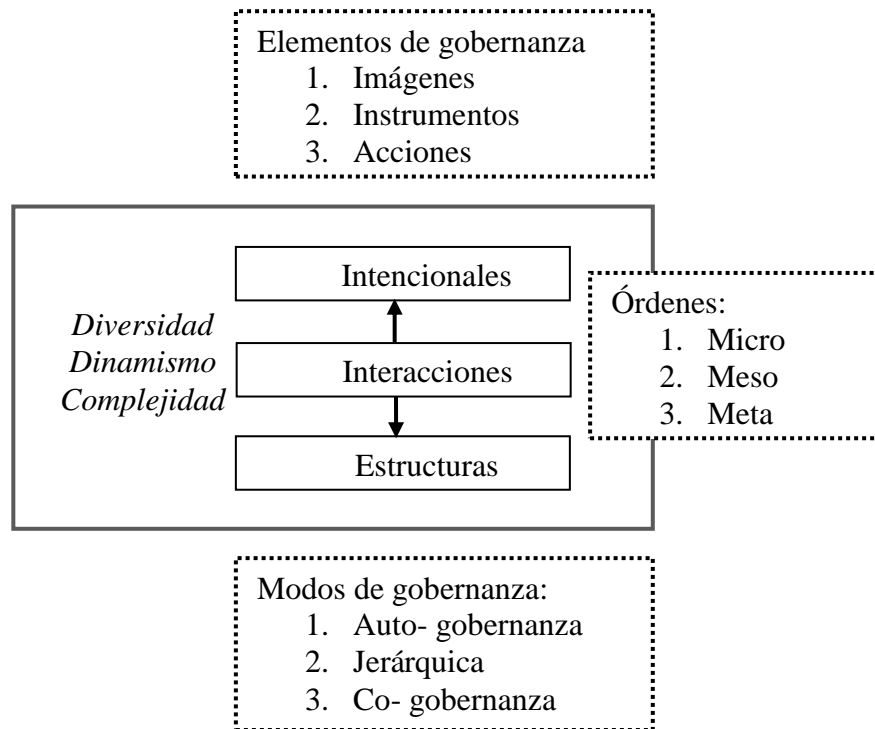 Elementos de gobernanza
1. Imágenes
2. Instrumentos
3. Acciones
Intencionales
Diversidad
Dinamismo
Complejidad
Interacciones
Estructuras
Órdenes:
1. Micro
2. Meso
3. Meta
Modos de gobernanza:
1. Auto- gobernanza
2. Jerárquica
3. Co- gobernanza